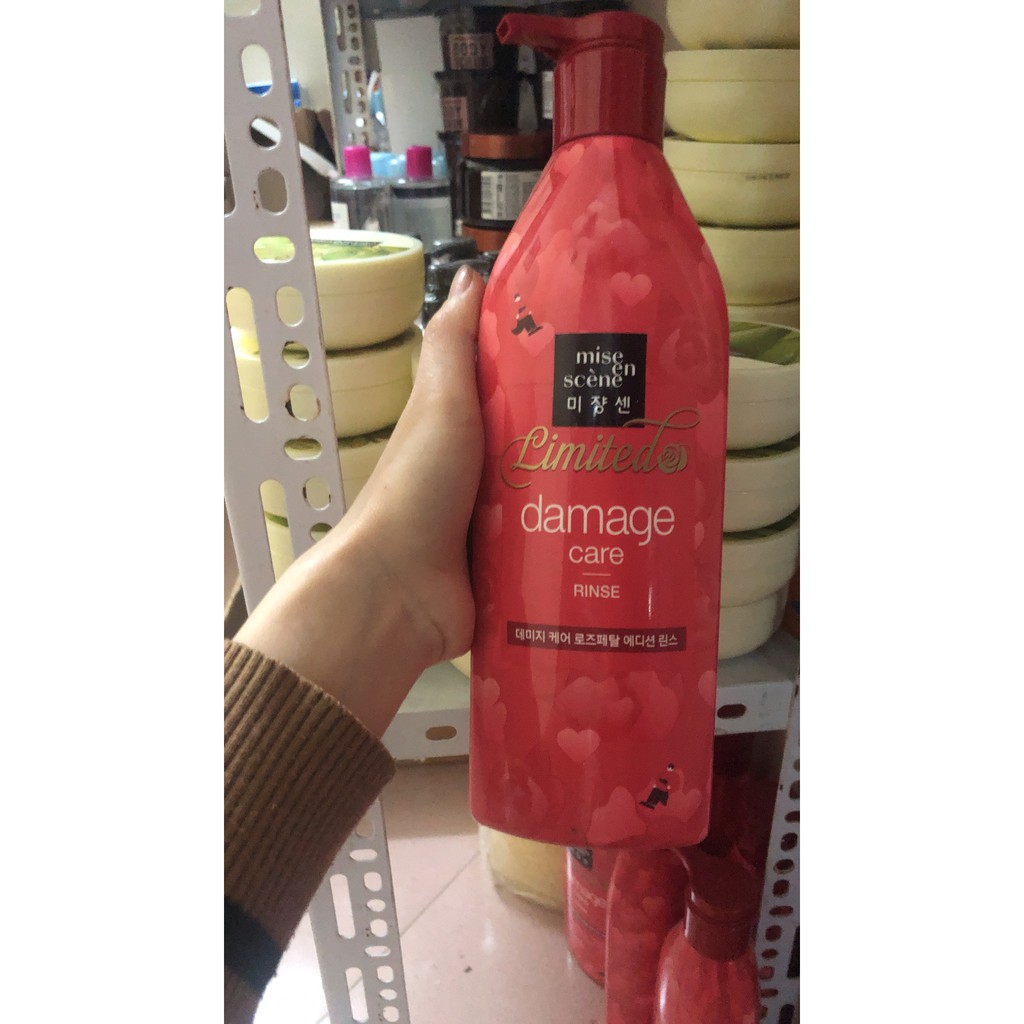 mise
en
scène
미쟝센
Limited
damage
care
RINSE
데미지 케어 로즈페탈 에디션 린스
BODY